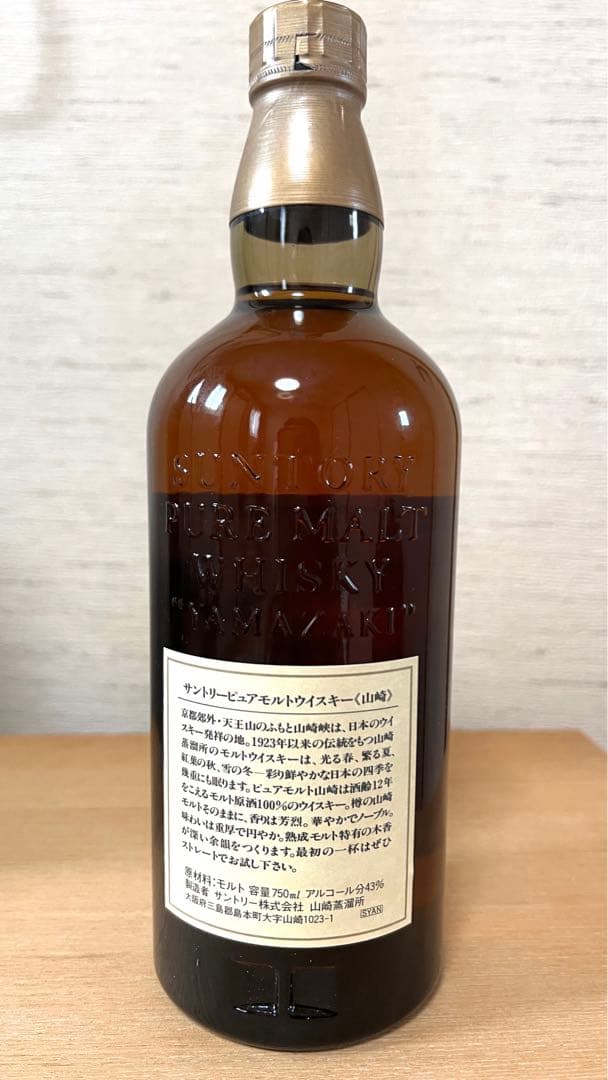 SUNTORY
PURE MALT
WHISKY
"YAMAZAKI"
サントリーピュアモルトウイスキー《山崎》
京都郊外・天王山のふもと山崎峡は、日本のウイ
スキー発祥の地。1923年以来の伝統をもつ山崎
蒸溜所のモルトウイスキーは、光る春、繁る夏、
紅葉の秋、雪の冬—彩り鮮やかな日本の四季を
幾重にも眠ります。ピュアモルト山崎は酒齢12年
をこえるモルト原酒100%のウイスキー。樽の山崎
モルトそのままに、香りは芳烈。華やかでノーブル。
味わいは重厚で円やか。熟成モルト特有の木香
が深い余韻をつくります。最初の一杯はぜひ
ストレートでお試し下さい。
原材料:モルト 容量750ml アルコール分43%
製造者 サントリー株式会社 山崎蒸溜所
大阪府三島郡島本町大字山崎1023-1
SYAN